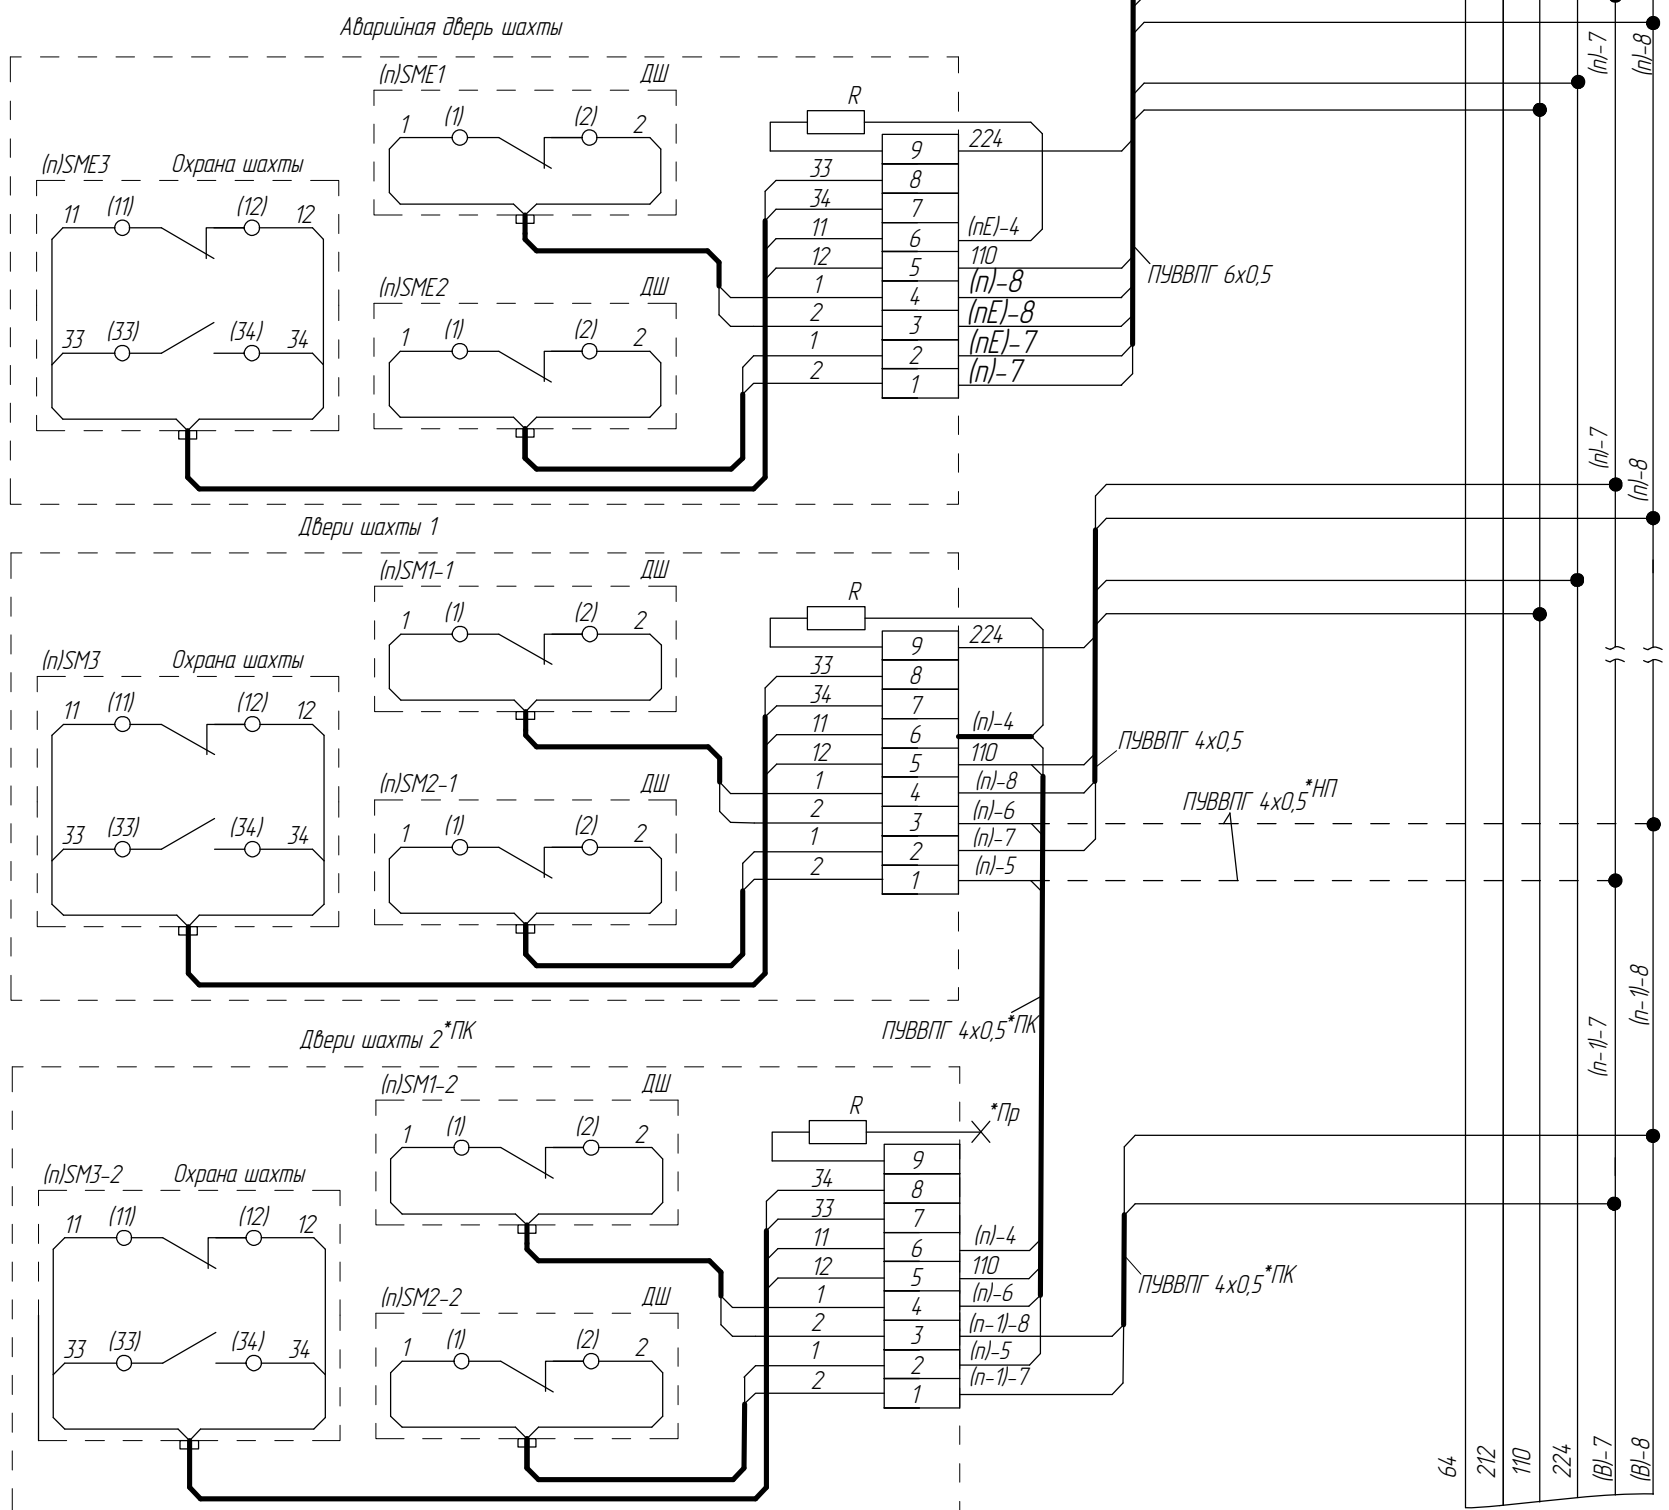 Аварийная дверь шахты
(п)SME1 ДШ
1 (1) (2) 2
(п)SME3 Охрана шахты
11 (11) (12) 12
33 (33) (34) 34
(п)SME2 ДШ
1 (1) (2) 2
R
9 224
33 8
34 7
11 6 (пЕ)-4
12 5 110
1 4 (п)-8
2 3 (пЕ)-8
1 2 (пЕ)-7
2 1 (п)-7
ПУВВПГ 6х0,5
(п)-7
(п)-8
(п)-7
(п)-8
Двери шахты 1
(п)SM1-1 ДШ
1 (1) (2) 2
(п)SM3 Охрана шахты
11 (11) (12) 12
33 (33) (34) 34
(п)SM2-1 ДШ
1 (1) (2) 2
R
9 224
33 8
34 7
11 6 (п)-4
12 5 110
1 4 (п)-8
2 3 (п)-6
1 2 (п)-7
2 1 (п)-5
ПУВВПГ 4х0,5
ПУВВПГ 4х0,5*НП
ПУВВПГ 4х0,5*ПК
(п-1)-7
(п-1)-8
Двери шахты 2*ПК
(п)SM1-2 ДШ
1 (1) (2) 2
(п)SM3-2 Охрана шахты
11 (11) (12) 12
33 (33) (34) 34
(п)SM2-2 ДШ
1 (1) (2) 2
R *Пр
9
34 8
33 7
11 6 (п)-4
12 5 110
1 4 (п)-6
2 3 (п-1)-8
1 2 (п)-5
2 1 (п-1)-7
ПУВВПГ 4х0,5*ПК
64
212
110
224
(В)-7
(В)-8